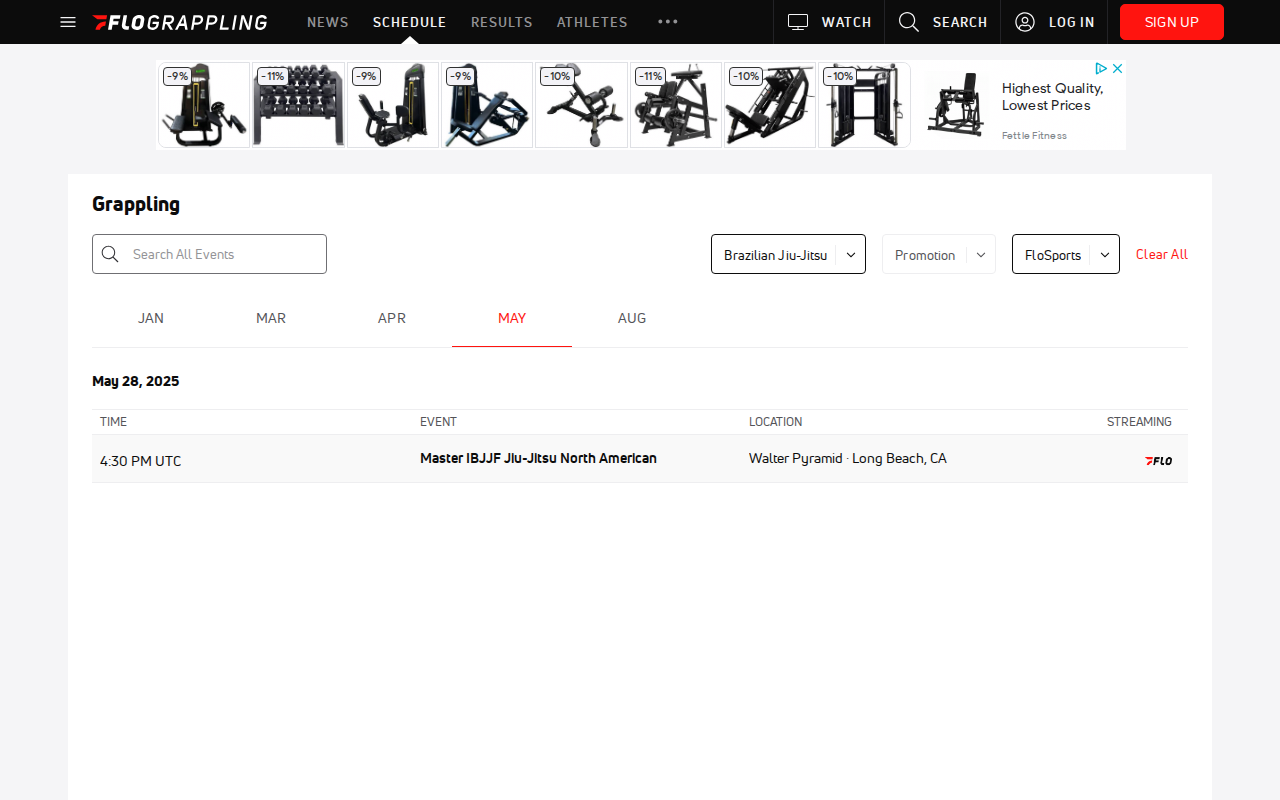 FLOGRAPPLING NEWS SCHEDULE RESULTS ATHLETES WATCH SEARCH LOG IN SIGN UP
-9% -11% -9% -9% -10% -11% -10% -10%
Highest Quality,
Lowest Prices
Fettle Fitness
Grappling
Search All Events Brazilian Jiu-Jitsu Promotion FloSports Clear All
JAN MAR APR MAY AUG
May 28, 2025
TIME EVENT LOCATION STREAMING
4:30 PM UTC Master IBJJF Jiu-Jitsu North American Walter Pyramid · Long Beach, CA FLO